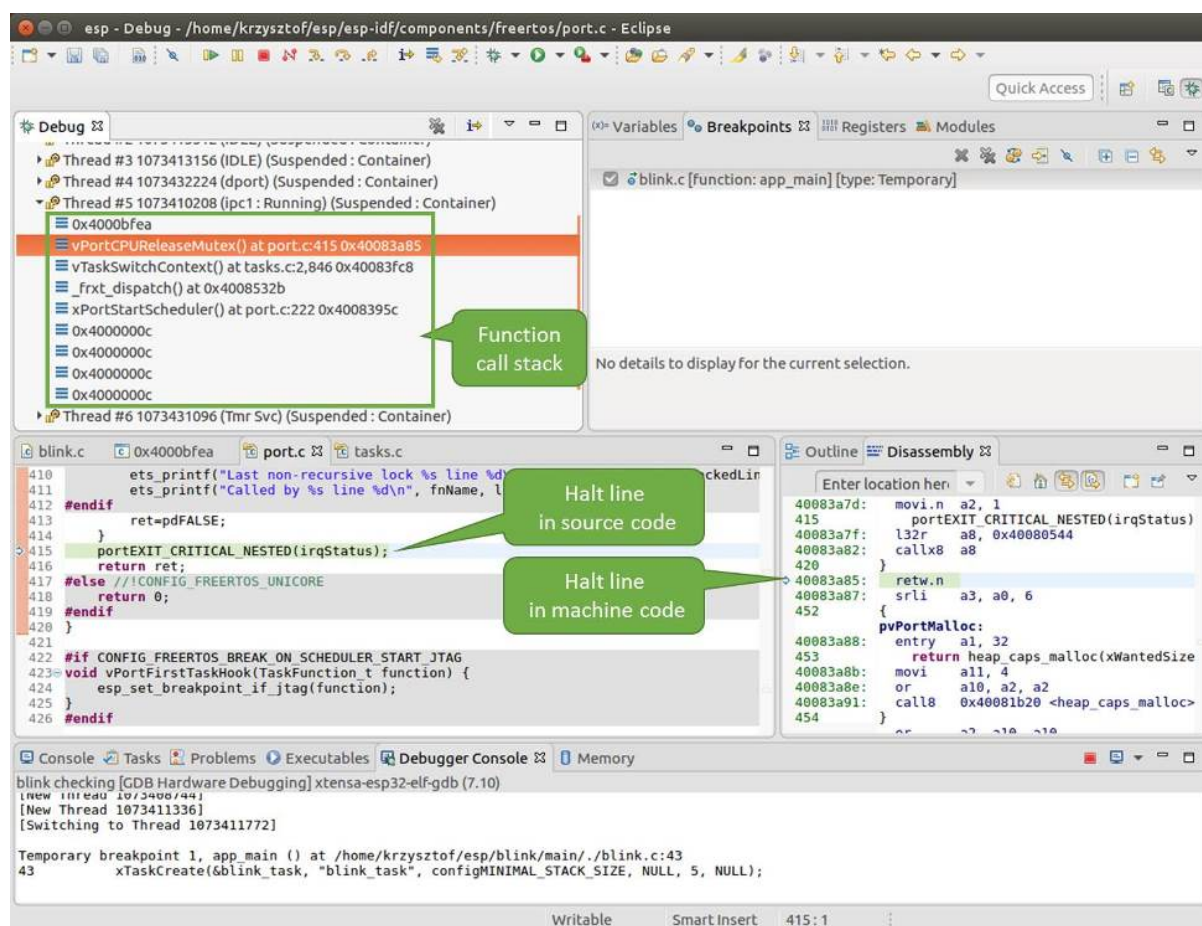 esp - Debug - /home/krzysztof/esp/esp-idf/components/freertos/port.c - Eclipse
Quick Access
Debug
Thread #3 1073413156 (IDLE) (Suspended : Container)
Thread #4 1073432224 (dport) (Suspended : Container)
Thread #5 1073410208 (ipc1 : Running) (Suspended : Container)
0x4000bfea
vPortCPUReleaseMutex() at port.c:415 0x40083a85
vTaskSwitchContext() at tasks.c:2,846 0x40083fc8
_frxt_dispatch() at 0x4008532b
xPortStartScheduler() at port.c:222 0x4008395c
0x4000000c
0x4000000c
0x4000000c
0x4000000c
Thread #6 1073431096 (Tmr Svc) (Suspended : Container)
Function
call stack
(x)= Variables Breakpoints Registers Modules
blink.c [function: app_main] [type: Temporary]
No details to display for the current selection.
blink.c 0x4000bfea port.c tasks.c
410 ets_printf("Last non-recursive lock %s line %d ckedLin
411 ets_printf("Called by %s line %d\n", fnName, l
412 #endif
413 ret=pdFALSE;
414 }
415 portEXIT_CRITICAL_NESTED(irqStatus);
416 return ret;
417 #else //!CONFIG_FREERTOS_UNICORE
418 return 0;
419 #endif
420 }
421
422 #if CONFIG_FREERTOS_BREAK_ON_SCHEDULER_START_JTAG
423 void vPortFirstTaskHook(TaskFunction_t function) {
424 esp_set_breakpoint_if_jtag(function);
425 }
426 #endif
Halt line
in source code
Halt line
in machine code
Outline Disassembly
Enter location her
40083a7d: movi.n a2, 1
415 portEXIT_CRITICAL_NESTED(irqStatus)
40083a7f: l32r a8, 0x40080544
40083a82: callx8 a8
420 }
40083a85: retw.n
40083a87: srli a3, a0, 6
452 {
pvPortMalloc:
40083a88: entry a1, 32
453 return heap_caps_malloc(xWantedSize
40083a8b: movi a11, 4
40083a8e: or a10, a2, a2
40083a91: call8 0x40081b20 <heap_caps_malloc>
454 }
Console Tasks Problems Executables Debugger Console Memory
blink checking [GDB Hardware Debugging] xtensa-esp32-elf-gdb (7.10)
[New Thread 1073408744]
[New Thread 1073411336]
[Switching to Thread 1073411772]
Temporary breakpoint 1, app_main () at /home/krzysztof/esp/blink/main/./blink.c:43
43 xTaskCreate(&blink_task, "blink_task", configMINIMAL_STACK_SIZE, NULL, 5, NULL);
Writable Smart Insert 415 : 1